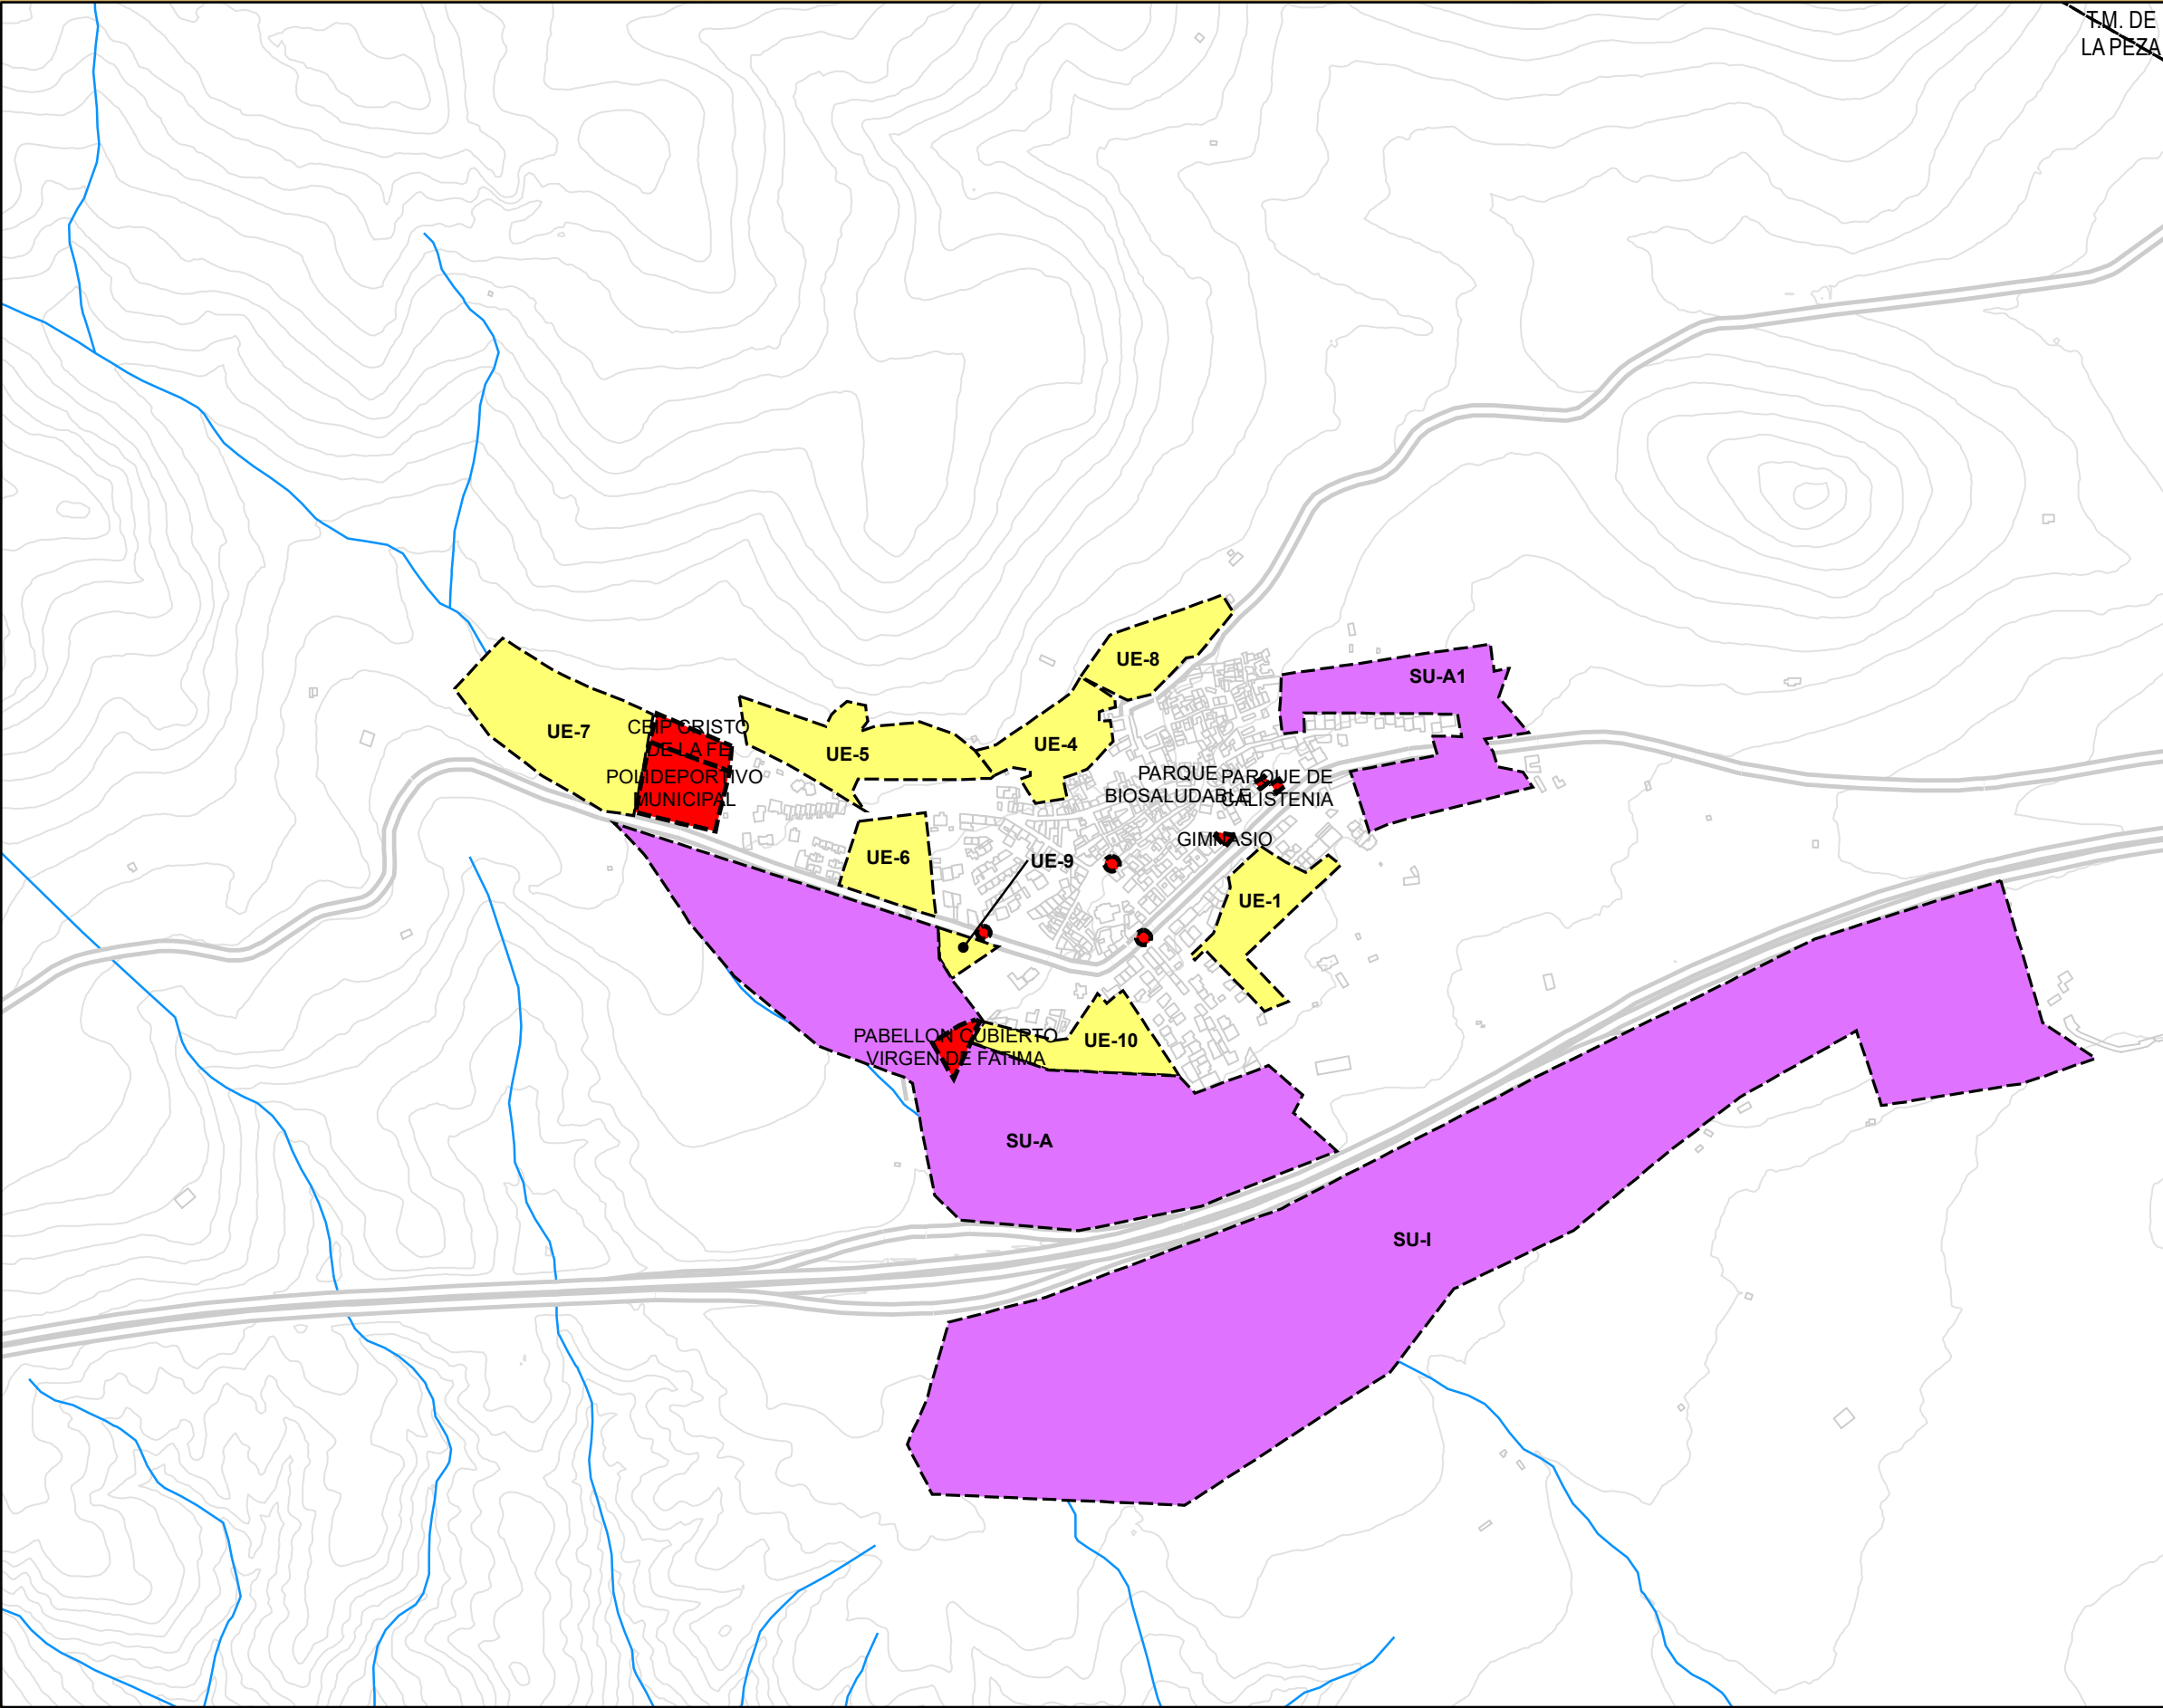 T.M. DE
LA PEZA
UE-8
SU-A1
UE-7
CEIP CRISTO
DE LA FE
UE-5
UE-4
POLIDEPORTIVO
MUNICIPAL
PARQUE
BIOSALUDABLE
PARQUE DE
CALISTENIA
GIMNASIO
UE-6
UE-9
UE-1
PABELLON CUBIERTO
VIRGEN DE FATIMA
UE-10
SU-A
SU-I